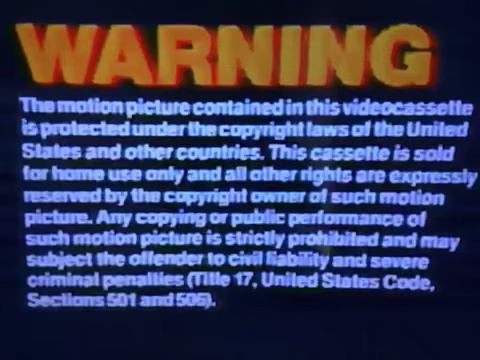 WARNING
The motion picture contained in this videocassette
is protected under the copyright laws of the United
States and other countries. This cassette is sold
for home use only and all other rights are expressly
reserved by the copyright owner of such motion
picture. Any copying or public performance of
such motion picture is strictly prohibited and may
subject the offender to civil liability and severe
criminal penalties (Title 17, United States Code,
Sections 501 and 506).